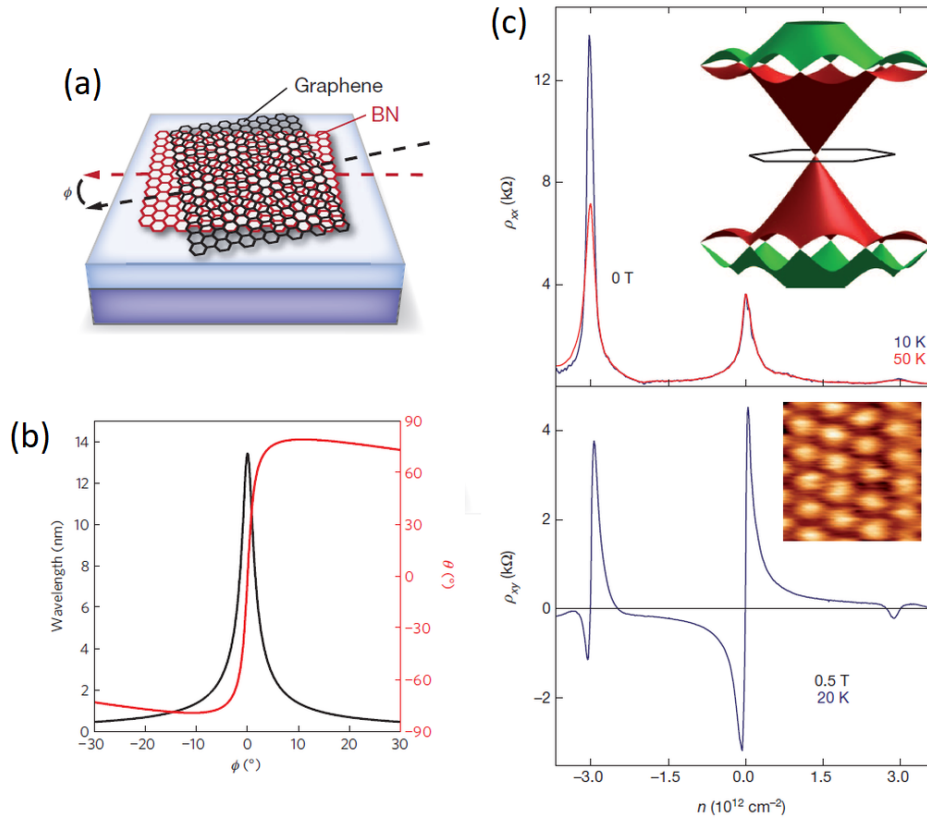 (a)
Graphene
BN
ϕ
(b)
Wavelength (nm)
14
12
10
8
6
4
2
0
−30
−20
−10
0
10
20
30
ϕ (°)
90
60
30
0
−30
−60
−90
θ (°)
(c)
ρxx (kΩ)
12
8
4
0 T
10 K
50 K
ρxy (kΩ)
4
2
0
−2
0.5 T
20 K
−3.0
−1.5
0.0
1.5
3.0
n (10¹² cm⁻²)